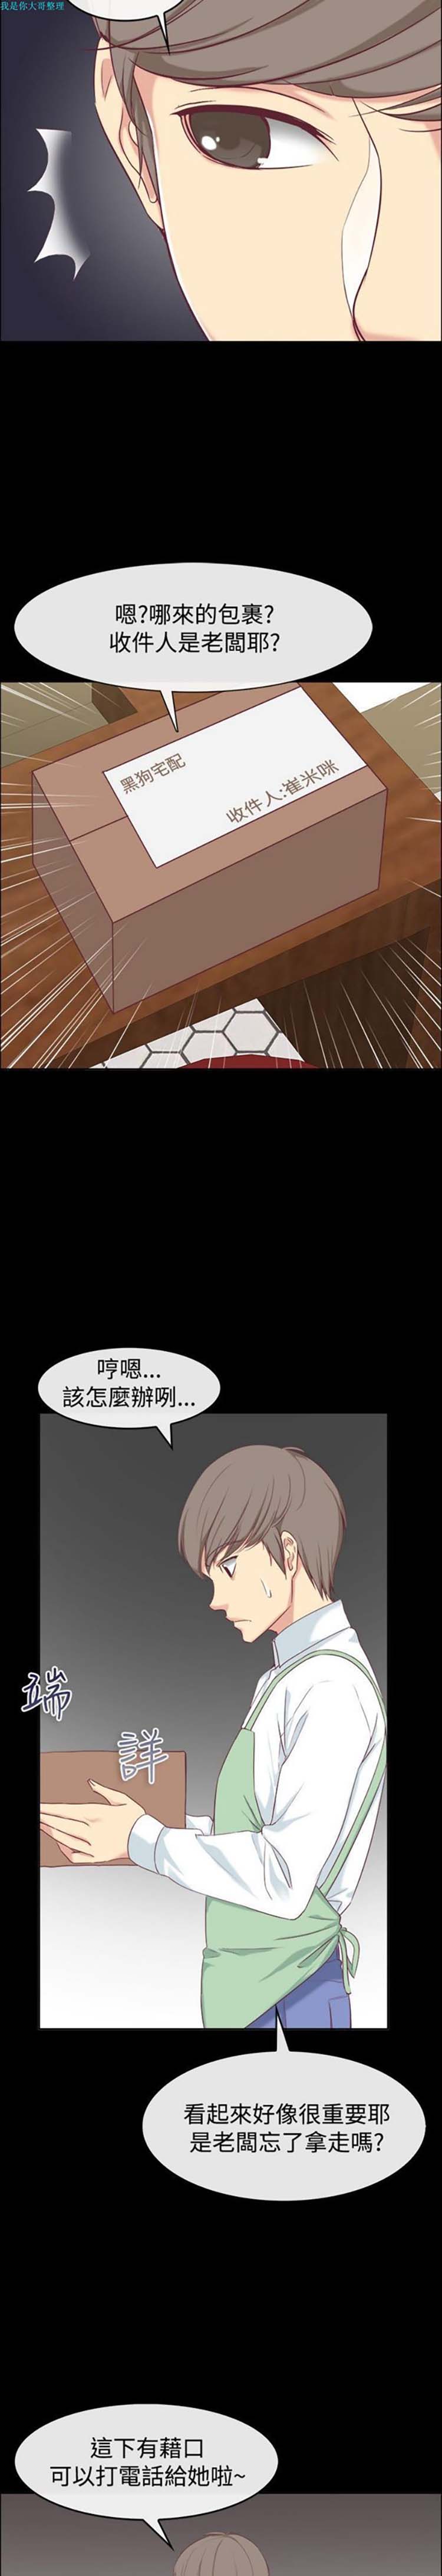 我是你大哥整理
嗯?哪來的包裹?
收件人是老闆耶?
黑狗宅配
收件人:崔米咪
哼嗯...
該怎麼辦咧...
端
詳
看起來好像很重要耶
是老闆忘了拿走嗎?
這下有藉口
可以打電話給她啦~